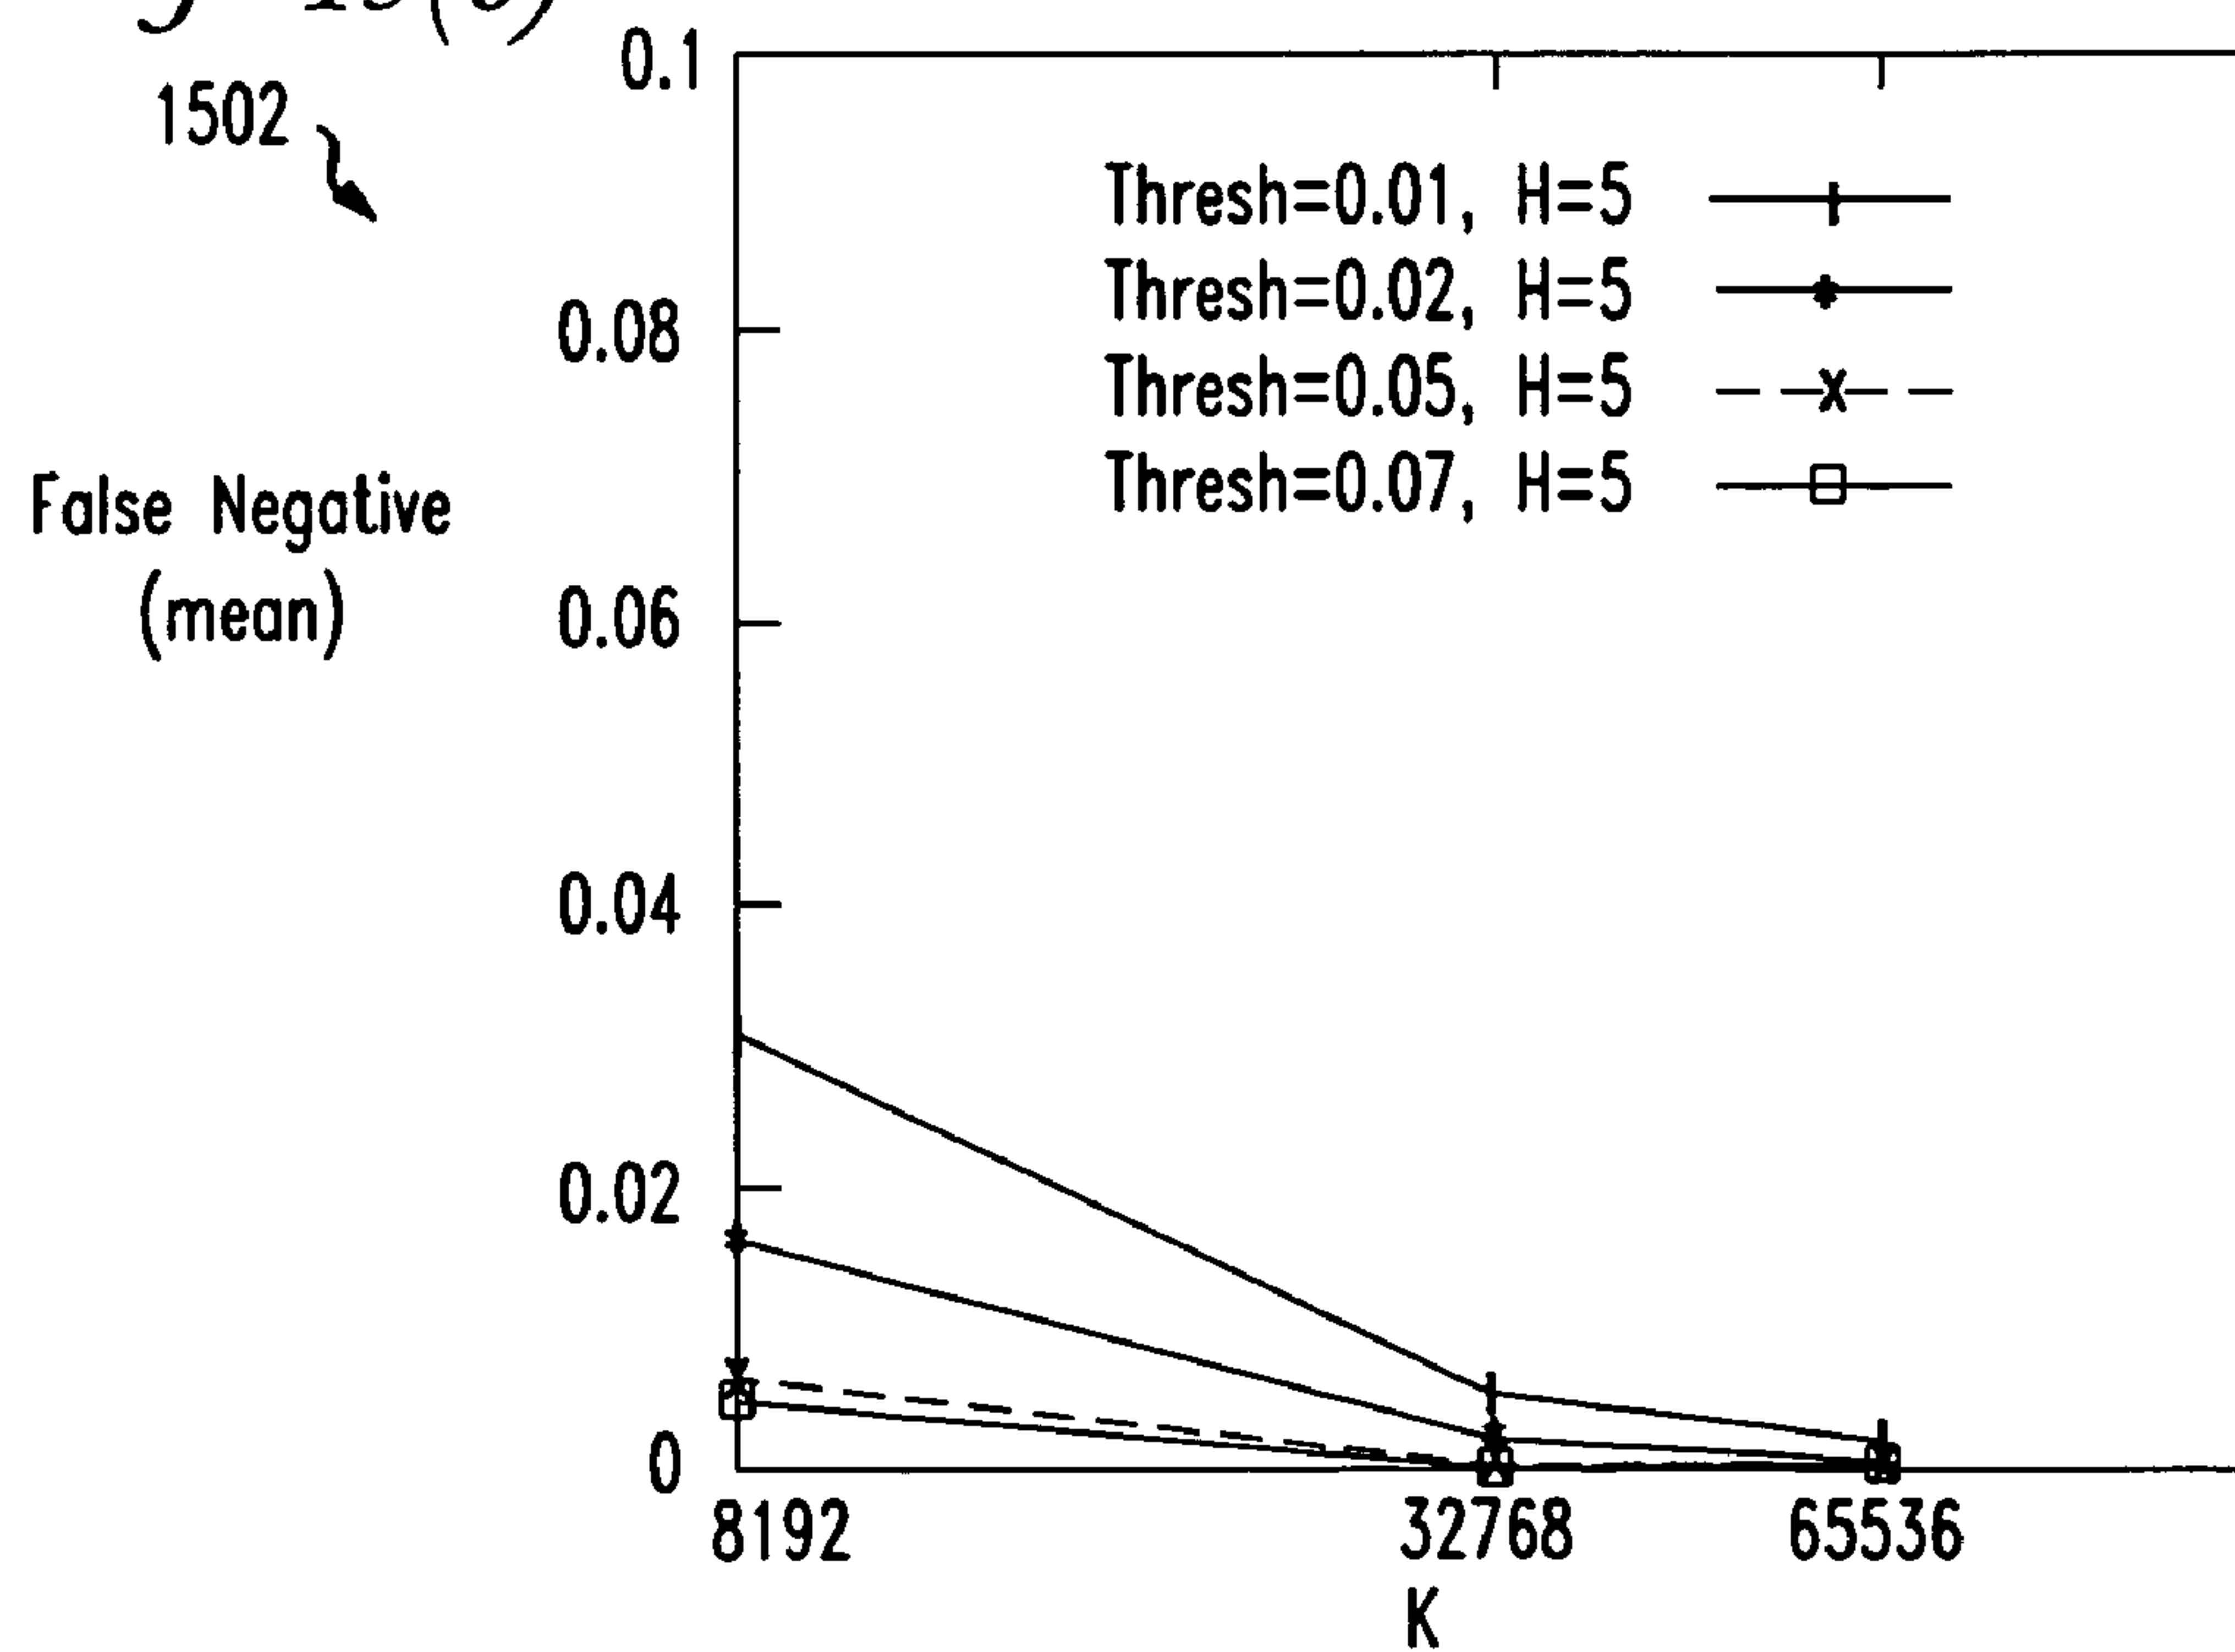 1502
0.1
Thresh=0.01, H=5
Thresh=0.02, H=5
Thresh=0.05, H=5
Thresh=0.07, H=5
0.08
False Negative
(mean)
0.06
0.04
0.02
0
8192 32768 65536
K